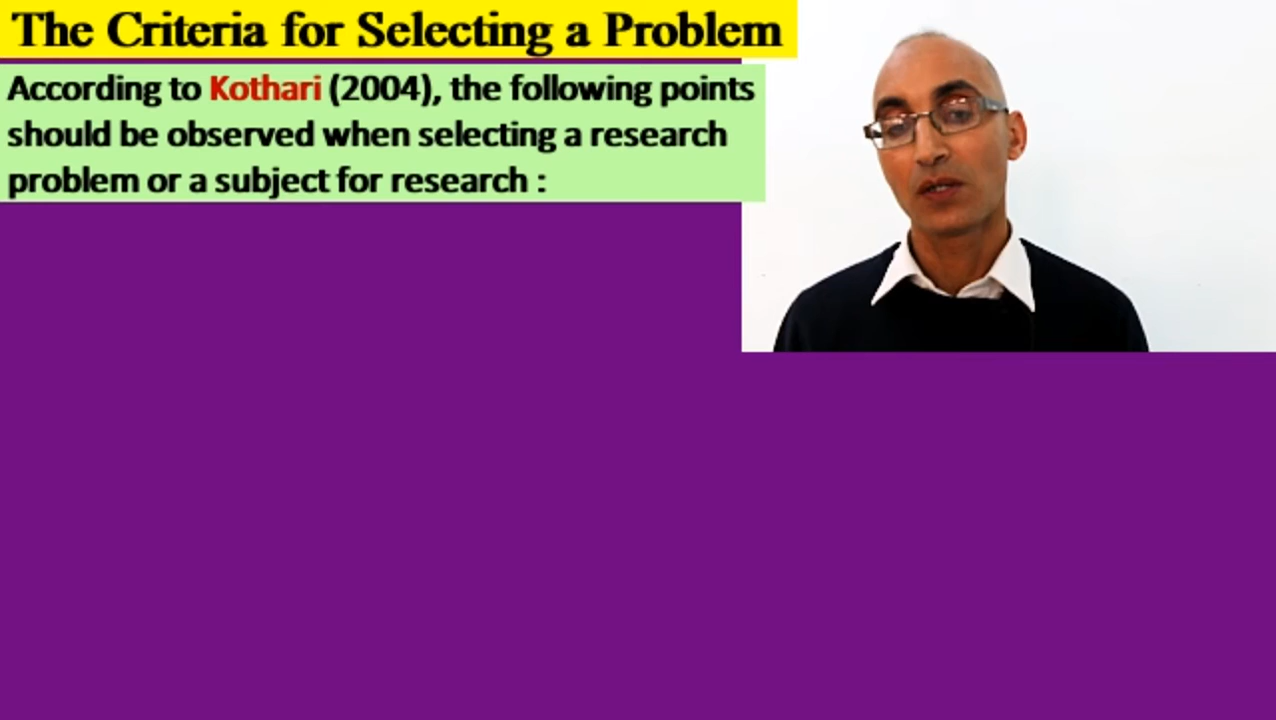 The Criteria for Selecting a Problem
According to Kothari (2004), the following points
should be observed when selecting a research
problem or a subject for research :